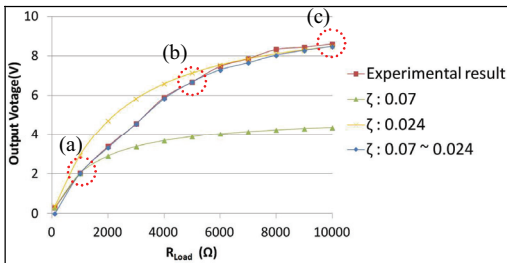 (c)
10
(b)
8
6
(a)
4
2
0
Output Votage(V)
0 2000 4000 6000 8000 10000
R_Load (Ω)
Experimental result
ζ : 0.07
ζ : 0.024
ζ : 0.07 ~ 0.024